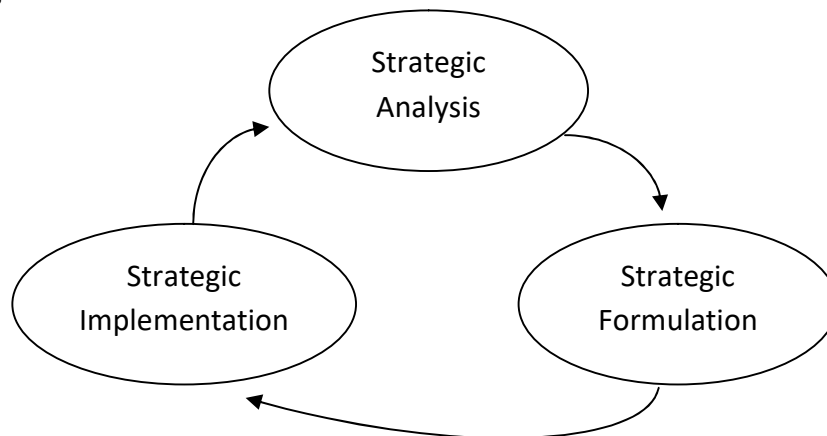 Strategic
Analysis
Strategic
Implementation
Strategic
Formulation